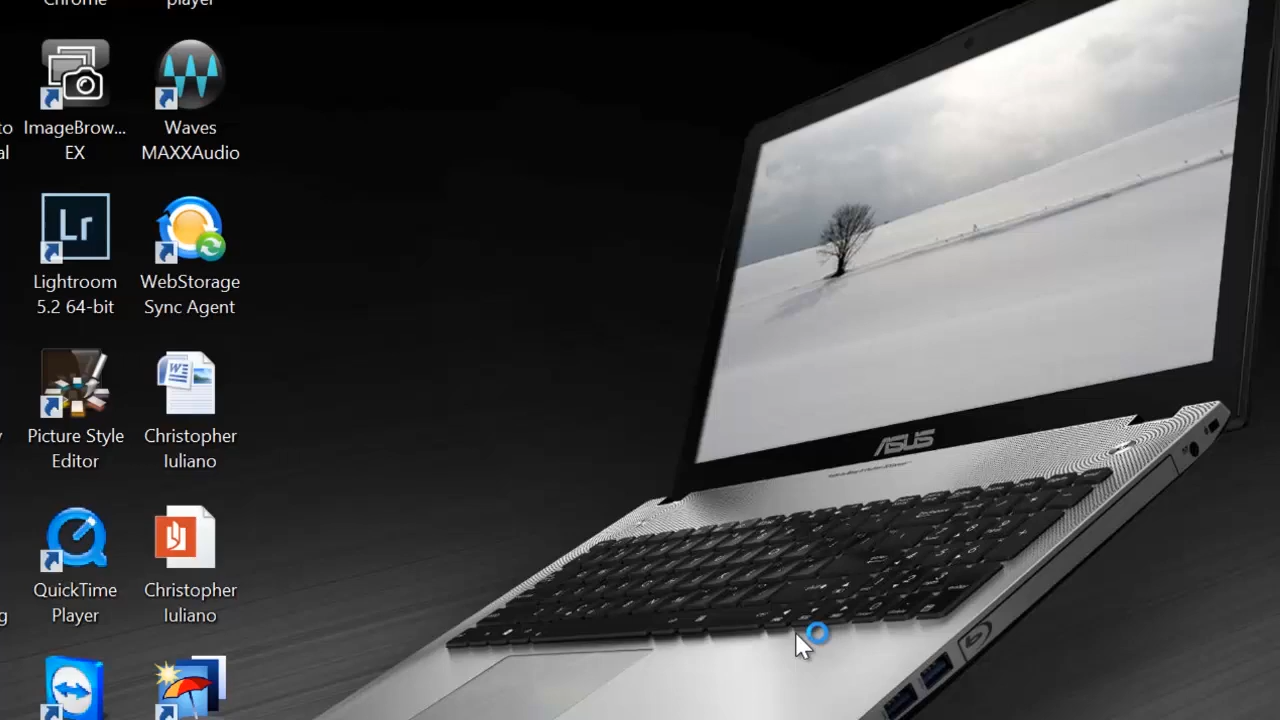 Chrome
player
ImageBrow...
EX
Waves
MAXXAudio
Lr
Lightroom
5.2 64-bit
WebStorage
Sync Agent
W
Picture Style
Editor
Christopher
Iuliano
QuickTime
Player
Christopher
Iuliano
ASUS